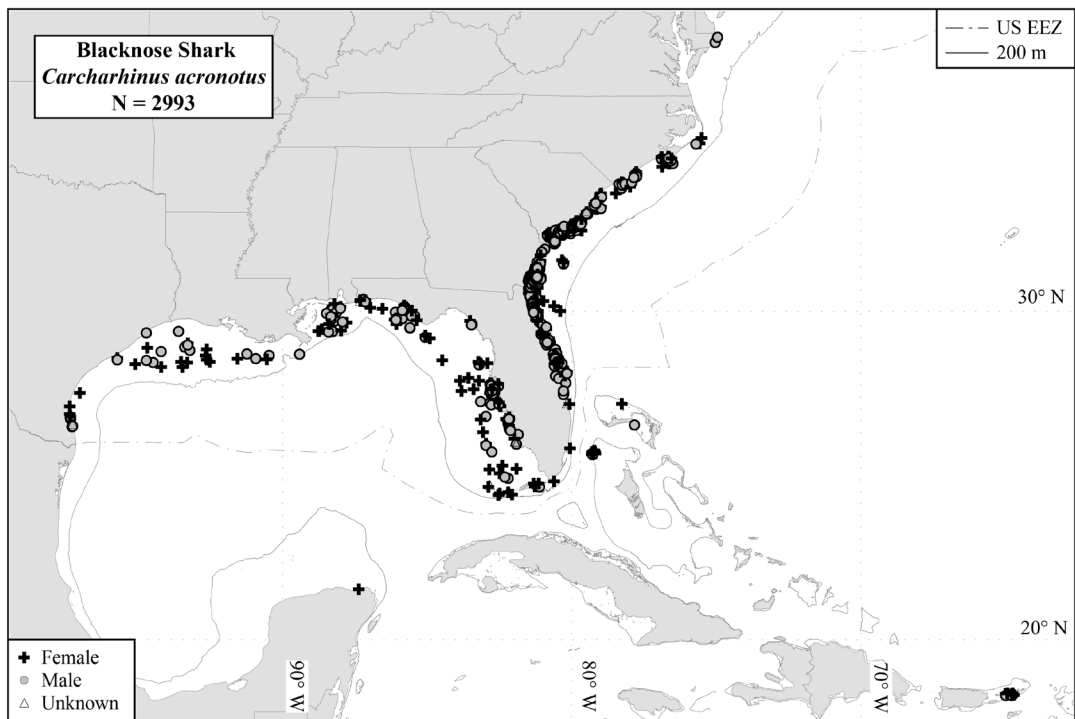 Blacknose Shark
Carcharhinus acronotus
N = 2993
US EEZ
200 m
30° N
20° N
90° W
80° W
70° W
Female
Male
Unknown